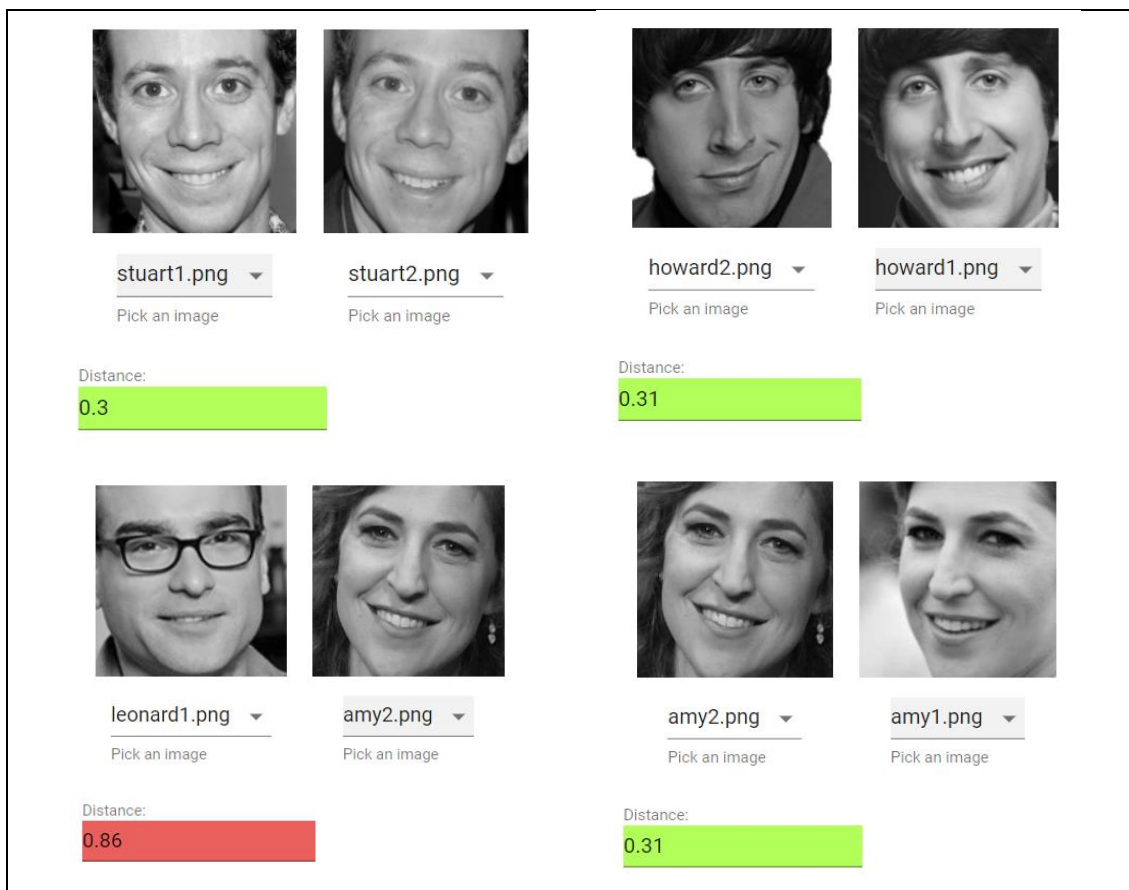 stuart1.png
stuart2.png
Pick an image
Pick an image
Distance:
0.3
howard2.png
howard1.png
Pick an image
Pick an image
Distance:
0.31
leonard1.png
amy2.png
Pick an image
Pick an image
Distance:
0.86
amy2.png
amy1.png
Pick an image
Pick an image
Distance:
0.31